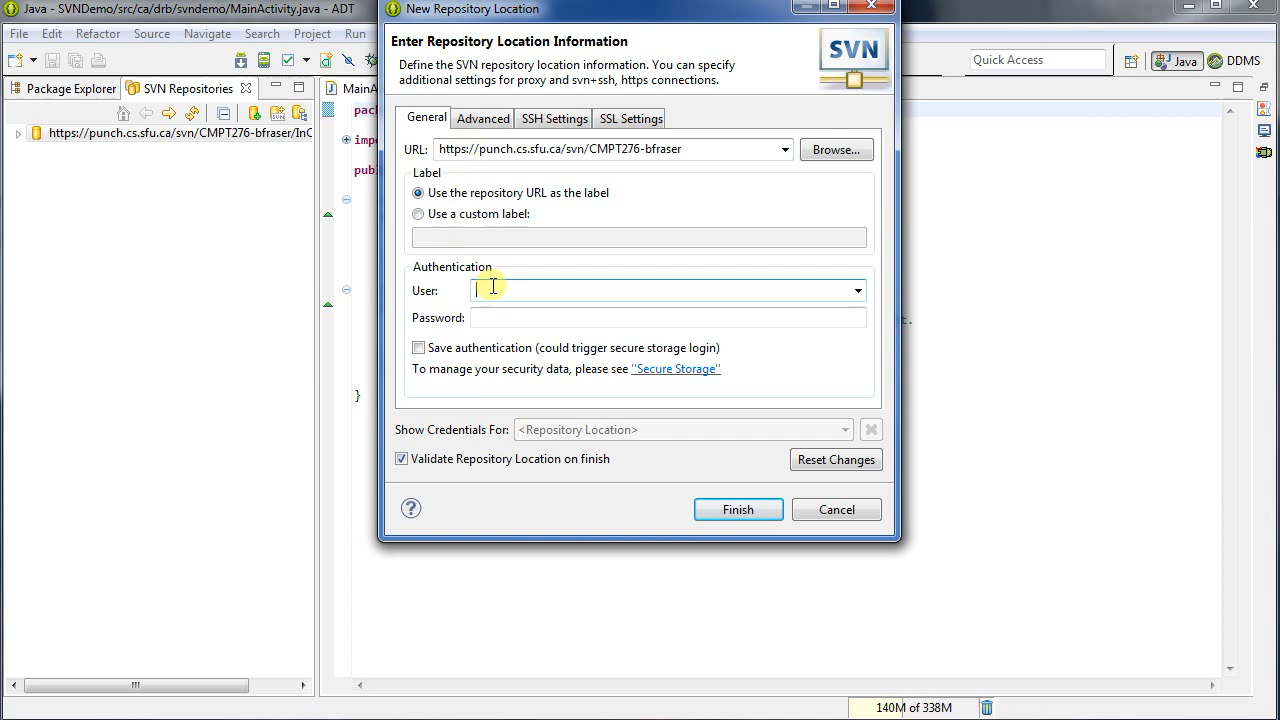 Java - SVNDemo/src/ca/drb/svndemo/MainActivity.java - ADT
New Repository Location
File Edit Refactor Source Navigate Search Project Run
Enter Repository Location Information
SVN
Define the SVN repository location information. You can specify
additional settings for proxy and svn+ssh, https connections.
Quick Access
Java
DDMS
Package Explorer
SVN Repositories
MainA
General Advanced SSH Settings SSL Settings
pac
https://punch.cs.sfu.ca/svn/CMPT276-bfraser/InC
impo
URL: https://punch.cs.sfu.ca/svn/CMPT276-bfraser Browse...
publ
Label
Use the repository URL as the label
Use a custom label:
Authentication
User:
Password:
t.
Save authentication (could trigger secure storage login)
To manage your security data, please see "Secure Storage"
}
Show Credentials For: <Repository Location>
Validate Repository Location on finish
Reset Changes
?
Finish
Cancel
140M of 338M